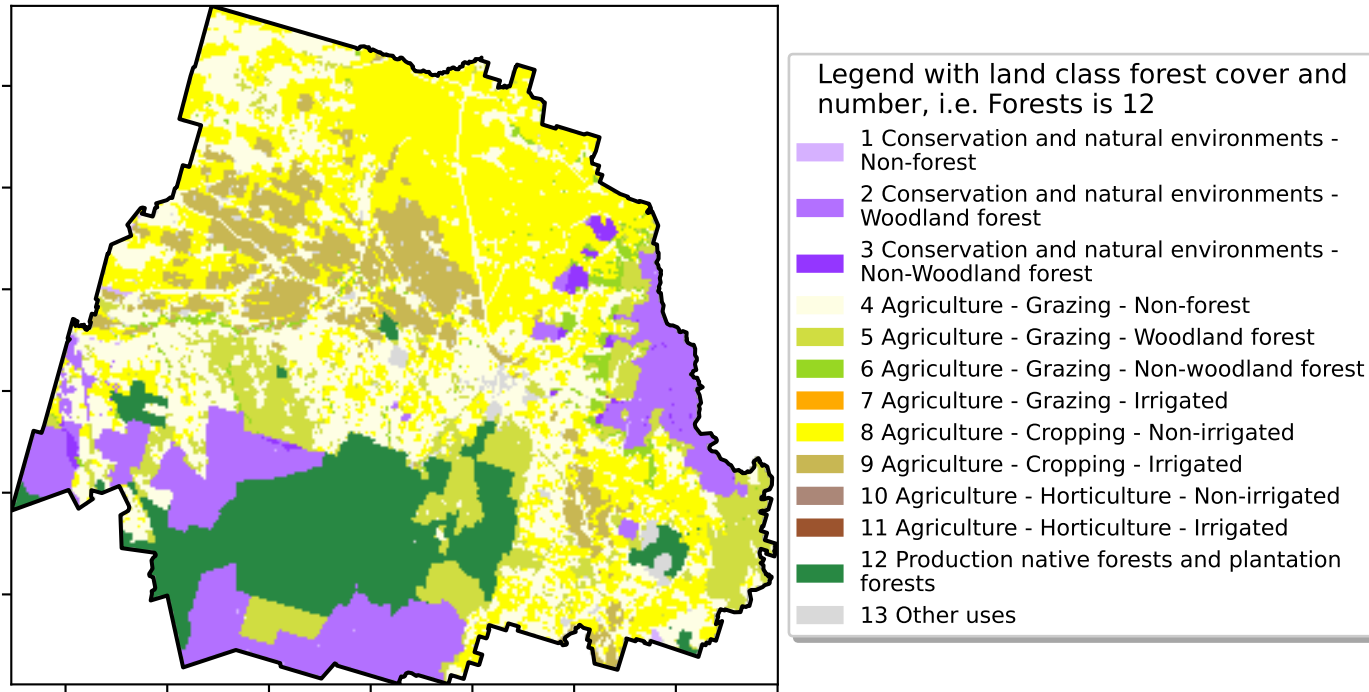 Legend with land class forest cover and
number, i.e. Forests is 12
1 Conservation and natural environments -
Non-forest
2 Conservation and natural environments -
Woodland forest
3 Conservation and natural environments -
Non-Woodland forest
4 Agriculture - Grazing - Non-forest
5 Agriculture - Grazing - Woodland forest
6 Agriculture - Grazing - Non-woodland forest
7 Agriculture - Grazing - Irrigated
8 Agriculture - Cropping - Non-irrigated
9 Agriculture - Cropping - Irrigated
10 Agriculture - Horticulture - Non-irrigated
11 Agriculture - Horticulture - Irrigated
12 Production native forests and plantation
forests
13 Other uses